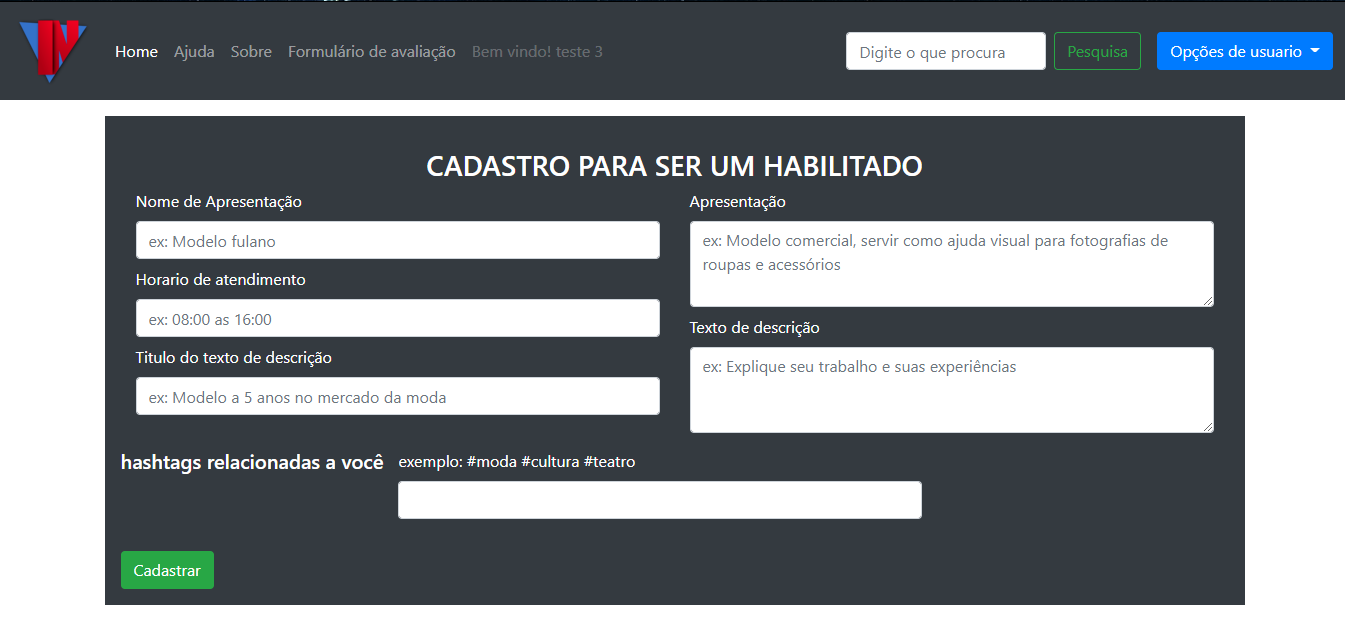 Home Ajuda Sobre Formulário de avaliação Bem vindo! teste 3 Digite o que procura Pesquisa Opções de usuario
CADASTRO PARA SER UM HABILITADO
Nome de Apresentação
ex: Modelo fulano
Horario de atendimento
ex: 08:00 as 16:00
Titulo do texto de descrição
ex: Modelo a 5 anos no mercado da moda
Apresentação
ex: Modelo comercial, servir como ajuda visual para fotografias de
roupas e acessórios
Texto de descrição
ex: Explique seu trabalho e suas experiências
hashtags relacionadas a você
exemplo: #moda #cultura #teatro
Cadastrar